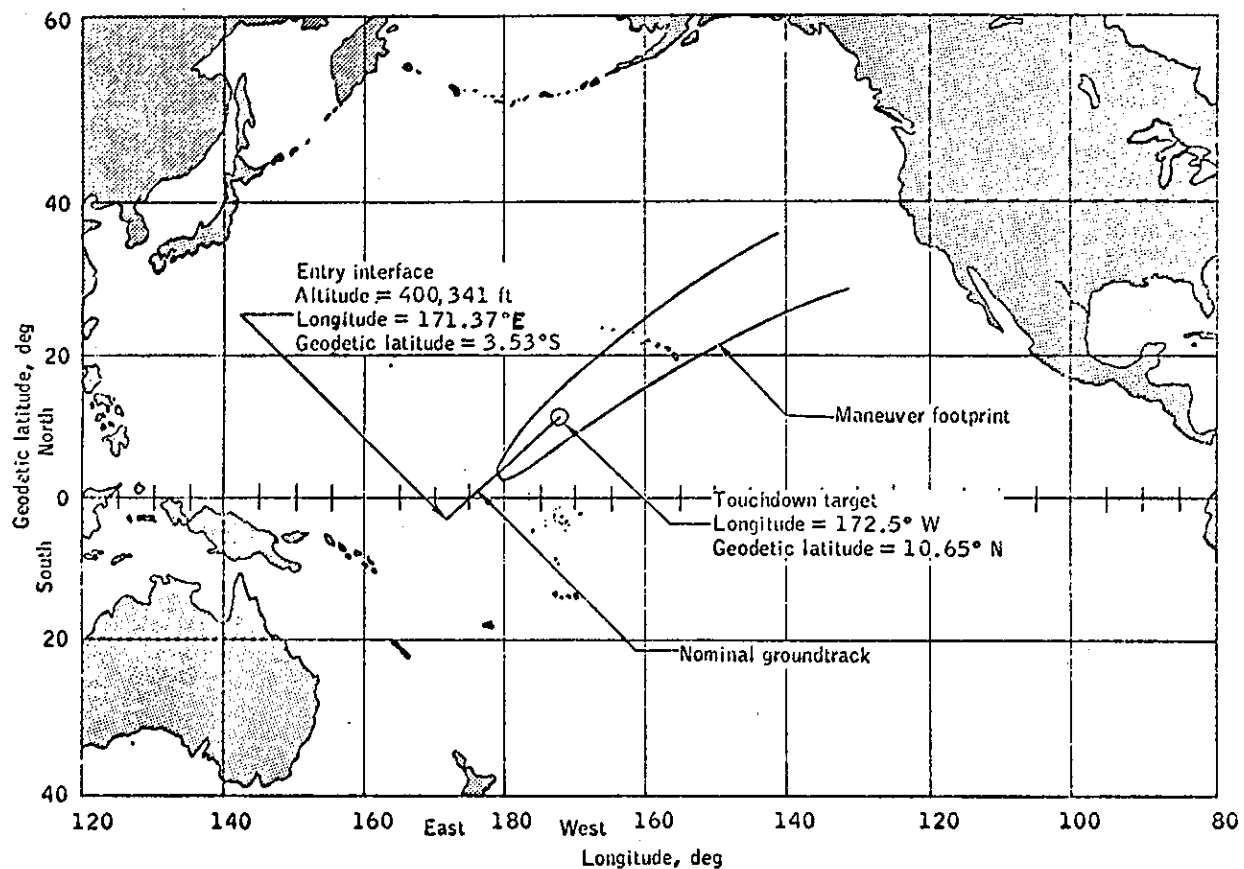 60
40
20
0
20
40
Geodetic latitude, deg
North
South
Entry interface
Altitude = 400,341 ft
Longitude = 171.37°E
Geodetic latitude = 3.53°S
Maneuver footprint
Touchdown target
Longitude = 172.5° W
Geodetic latitude = 10.65° N
Nominal groundtrack
120 140 160 East 180 West 160 140 120 100 80
Longitude, deg